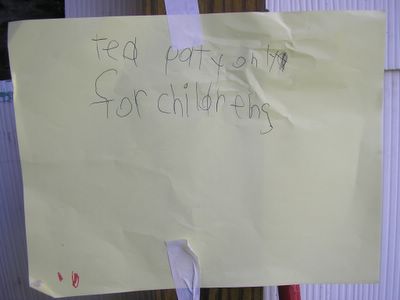 Tea paty only
for childrens